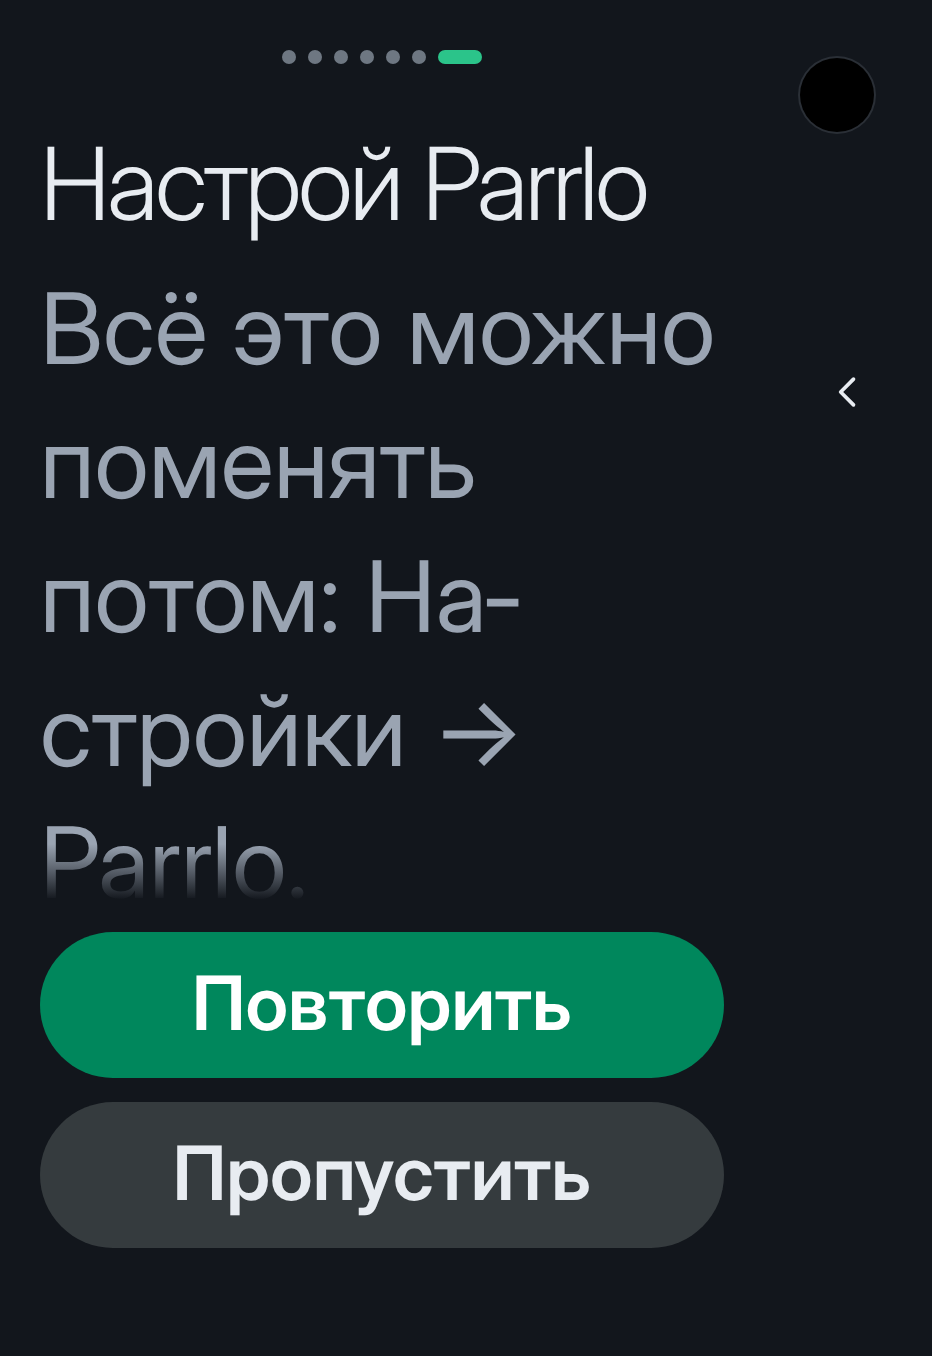 Настрой Parrlo
Всё это можно
поменять
потом: На-
стройки →
Parrlo.
Повторить
Пропустить